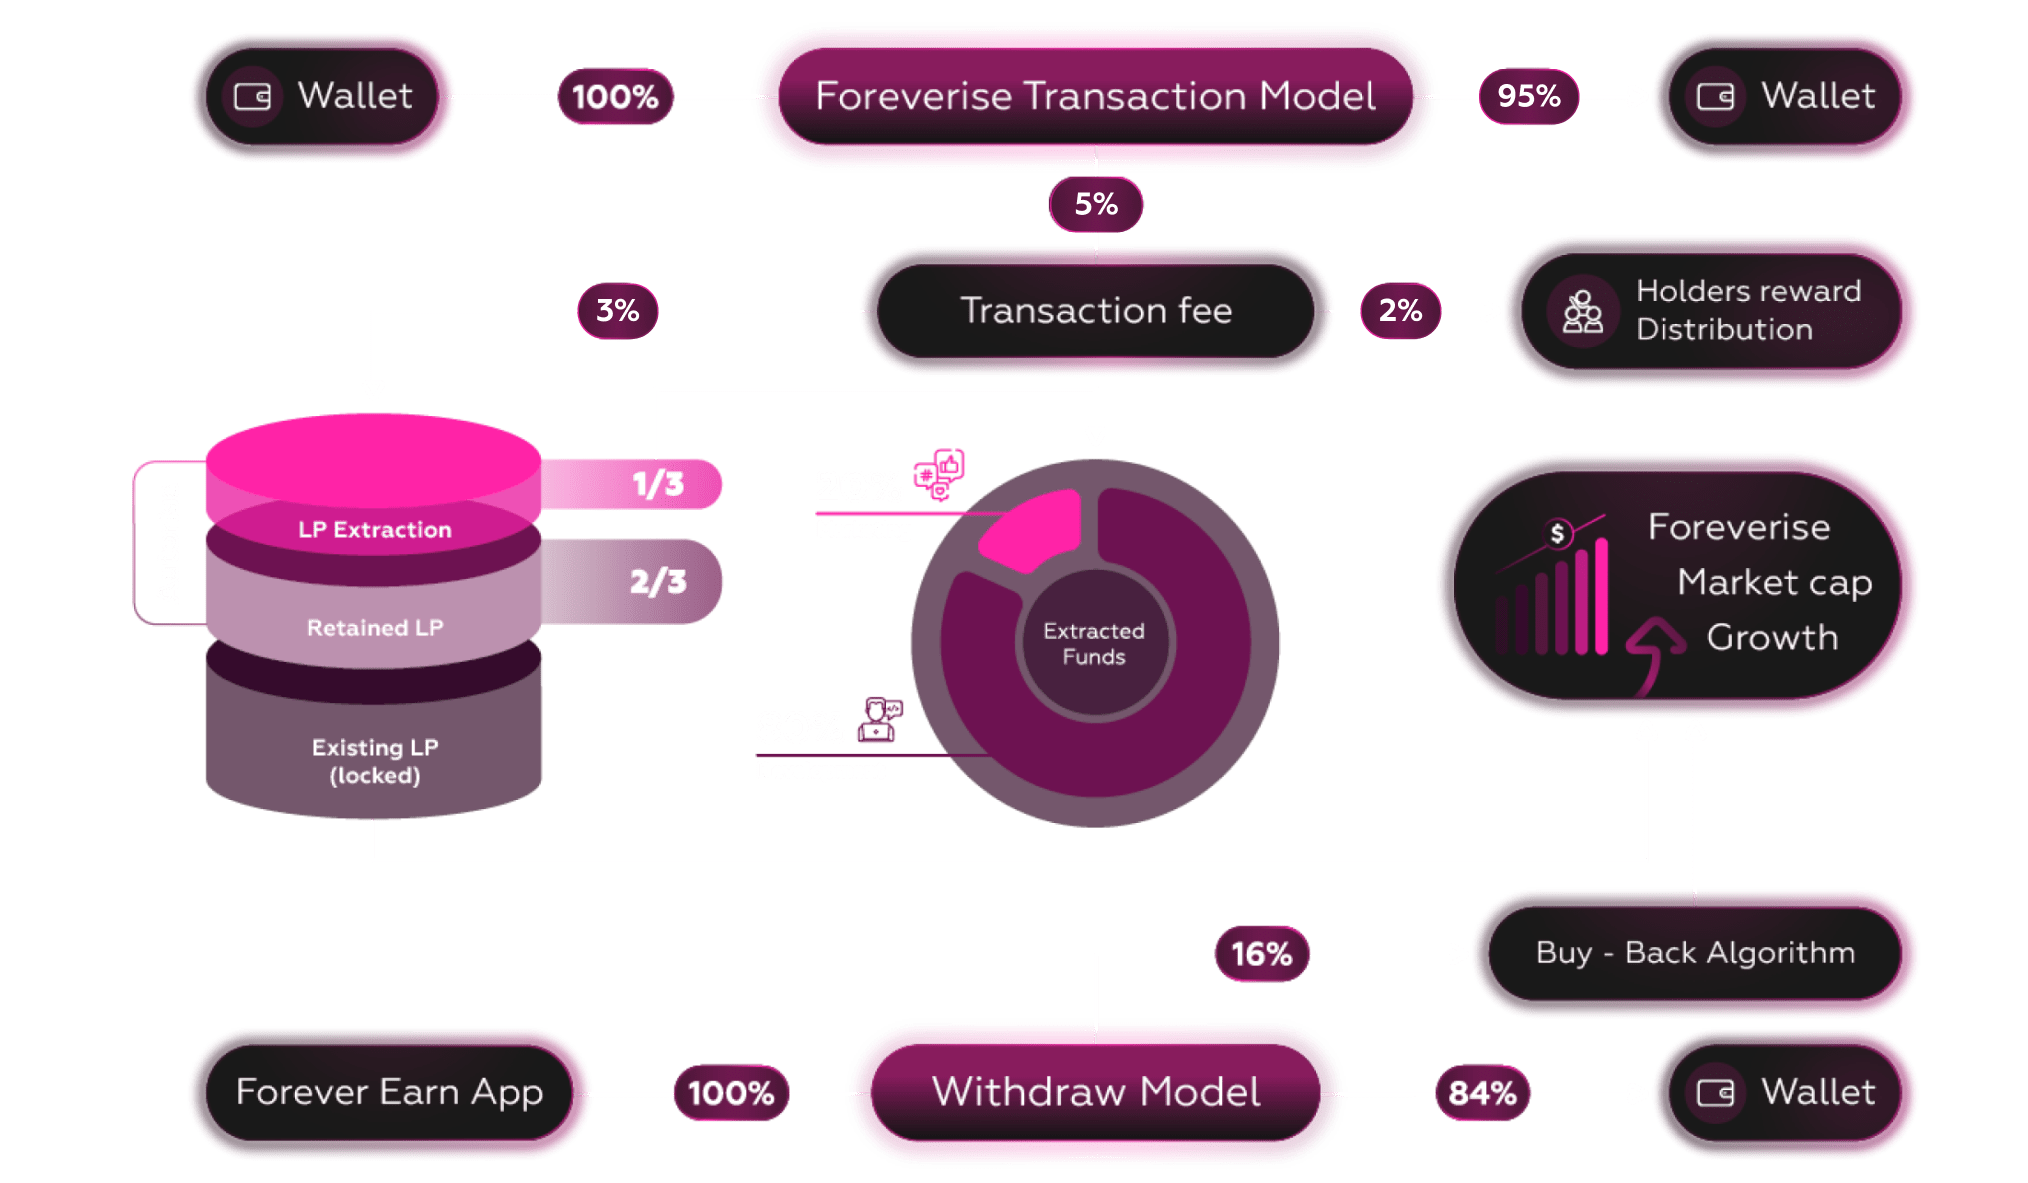 Wallet
100%
Foreverise Transaction Model
95%
Wallet
5%
3%
Transaction fee
2%
Holders reward
Distribution
1/3
LP Extraction
2/3
Retained LP
Existing LP
(locked)
#
</>
Extracted
Funds
$
Foreverise
Market cap
Growth
16%
Buy - Back Algorithm
Forever Earn App
100%
Withdraw Model
84%
Wallet